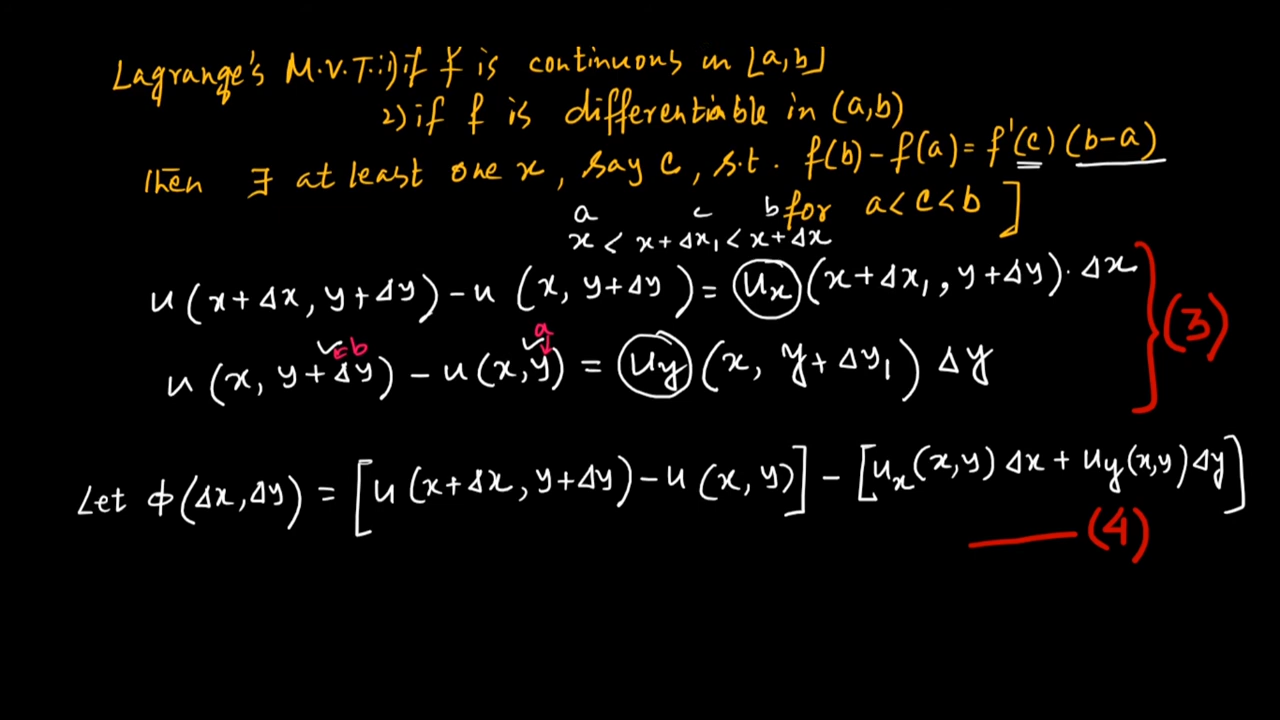 Lagrange's M.V.T.:1) if f is continuous in [a,b]
2) if f is differentiable in (a,b)
Then ∃ at least one x, say c, s.t. f(b)-f(a)= f'(c) (b-a)
for a<c<b ]
a c b
x < x+Δx₁ < x+Δx
u(x+Δx, y+Δy) - u (x, y+Δy) = uₓ (x+Δx₁, y+Δy)· Δx
(3)
b a
u (x, y+Δy) - u(x,y) = u_y (x, y+Δy₁) Δy
Let ϕ(Δx,Δy) = [u (x+Δx, y+Δy) - u (x, y)] - [uₓ(x,y) Δx + u_y(x,y)Δy]
(4)